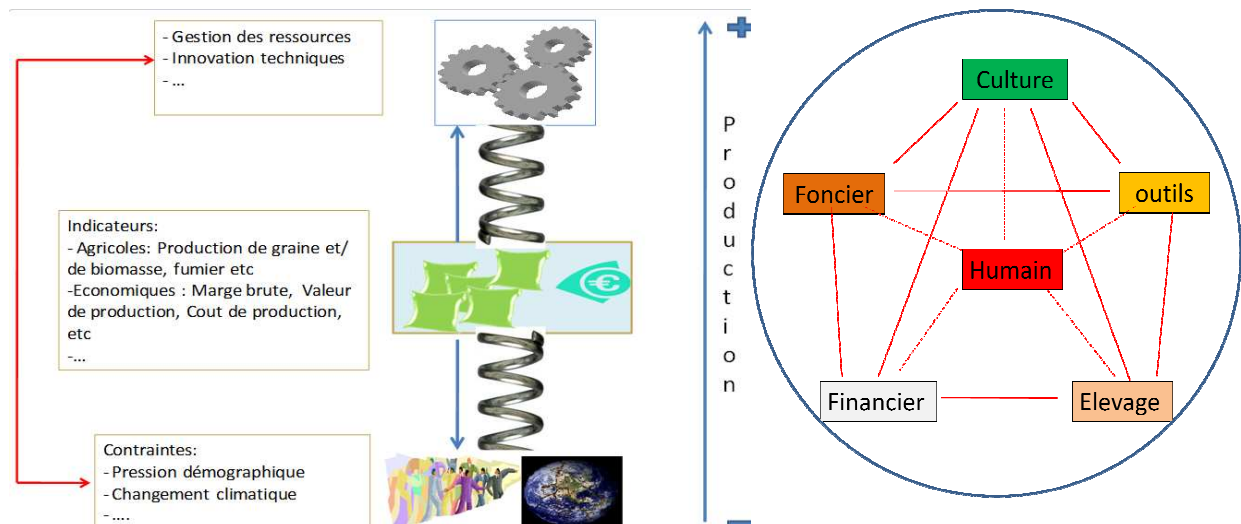 - Gestion des ressources
- Innovation techniques
- ...
Indicateurs:
- Agricoles: Production de graine et/
de biomasse, fumier etc
-Economiques : Marge brute, Valeur
de production, Cout de production,
etc
-...
Contraintes:
- Pression démographique
- Changement climatique
- ....
Production
Culture
Foncier
outils
Humain
Financier
Elevage